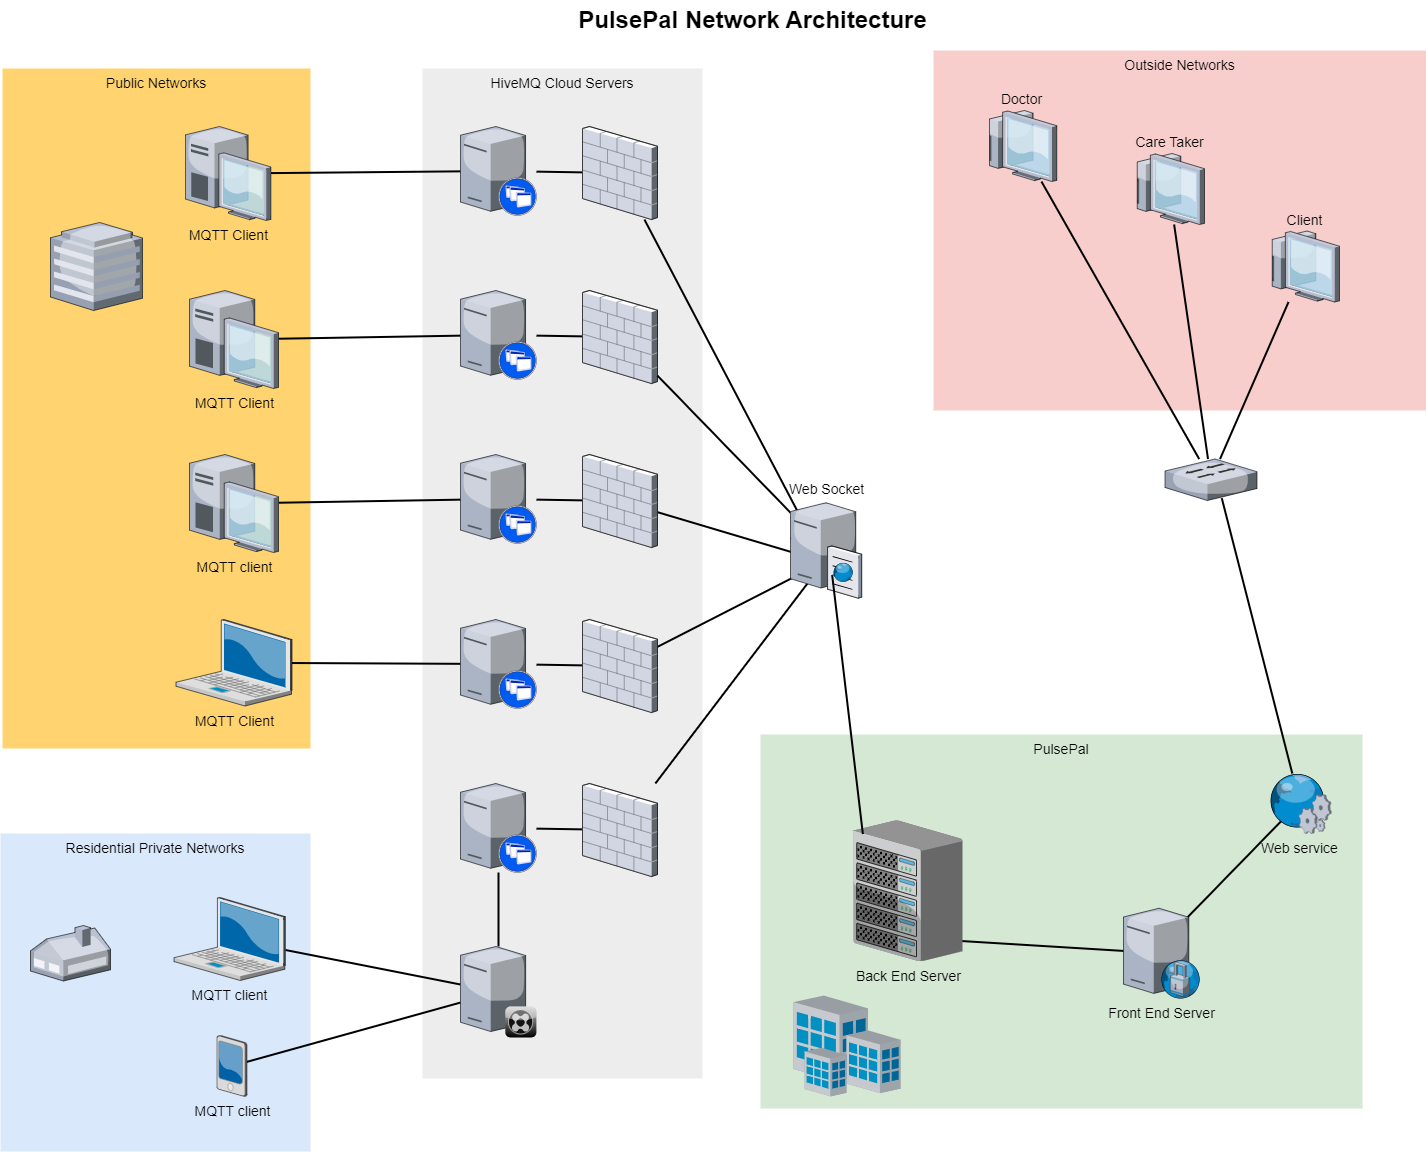 PulsePal Network Architecture
Public Networks
MQTT Client
MQTT Client
MQTT client
MQTT Client
Residential Private Networks
MQTT client
MQTT client
HiveMQ Cloud Servers
Web Socket
Outside Networks
Doctor
Care Taker
Client
PulsePal
Web service
Back End Server
Front End Server